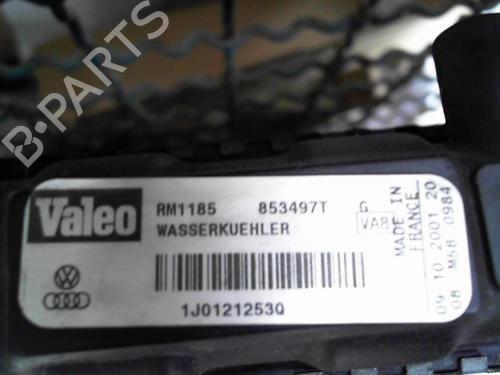 B-PARTS
Valeo
RM1185 853497T G
WASSERKUEHLER VA8
1J0121253Q
MADE IN
FRANCE
09 10 2001 20
08 M58 0984